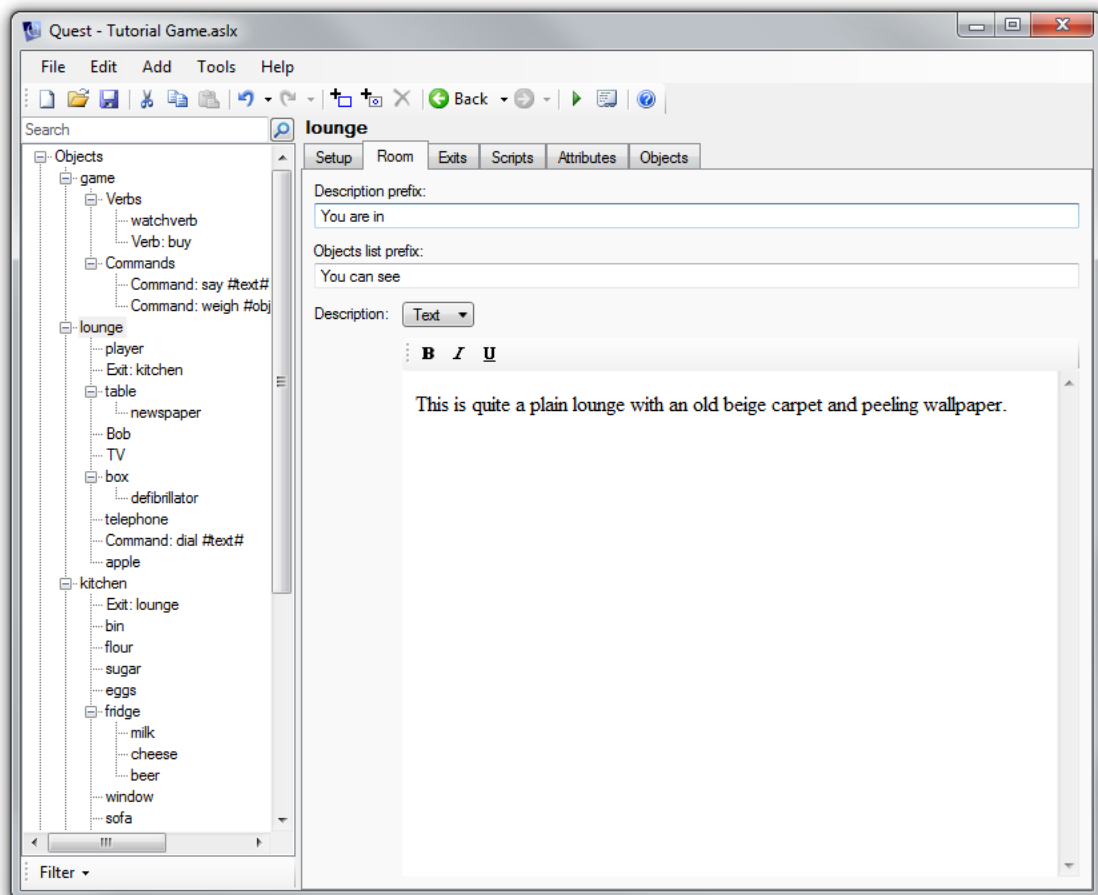 Quest - Tutorial Game.aslx
File Edit Add Tools Help
Back
Search
lounge
Setup Room Exits Scripts Attributes Objects
Objects
game
Verbs
watchverb
Verb: buy
Commands
Command: say #text#
Command: weigh #obj
lounge
player
Exit: kitchen
table
newspaper
Bob
TV
box
defibrillator
telephone
Command: dial #text#
apple
kitchen
Exit: lounge
bin
flour
sugar
eggs
fridge
milk
cheese
beer
window
sofa
Filter
Description prefix:
You are in
Objects list prefix:
You can see
Description: Text
B I U
This is quite a plain lounge with an old beige carpet and peeling wallpaper.